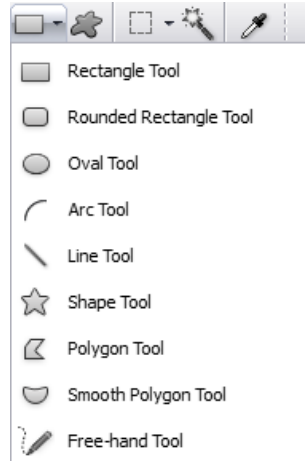 Rectangle Tool
Rounded Rectangle Tool
Oval Tool
Arc Tool
Line Tool
Shape Tool
Polygon Tool
Smooth Polygon Tool
Free-hand Tool